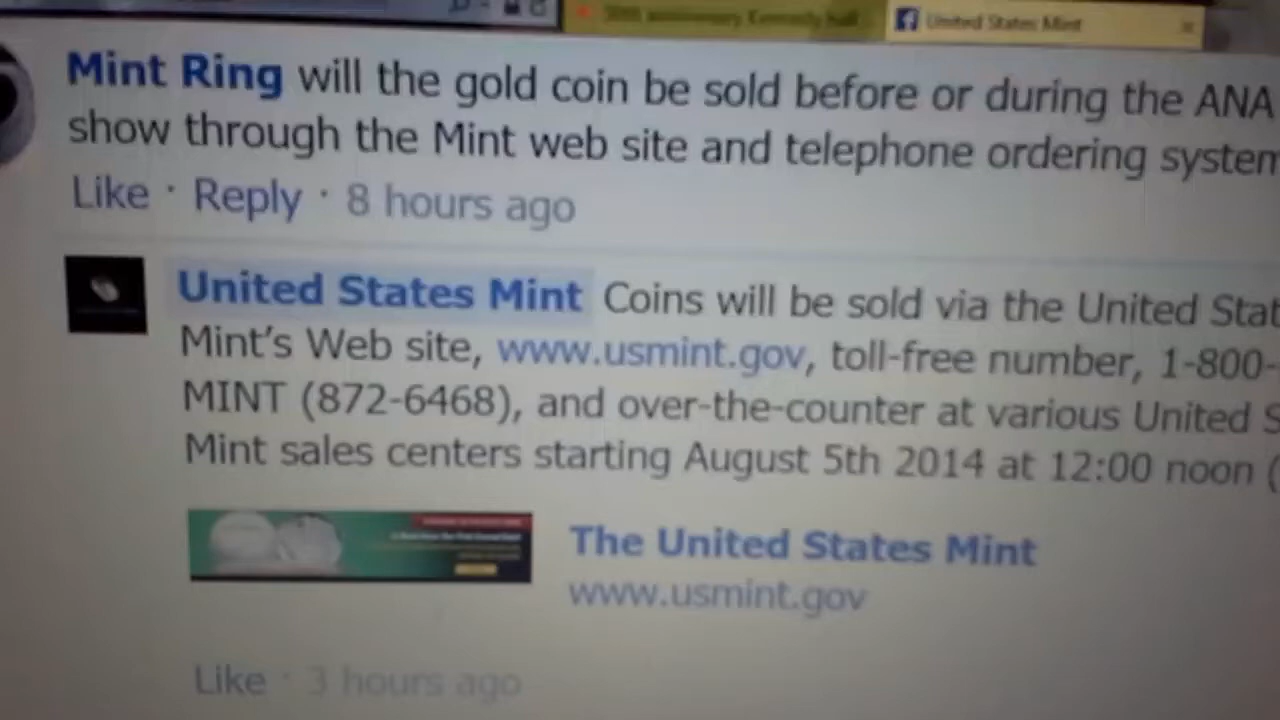 50th anniversary Kennedy half
United States Mint
Mint Ring will the gold coin be sold before or during the ANA
show through the Mint web site and telephone ordering system
Like · Reply · 8 hours ago
United States Mint Coins will be sold via the United Stat
Mint's Web site, www.usmint.gov, toll-free number, 1-800-
MINT (872-6468), and over-the-counter at various United S
Mint sales centers starting August 5th 2014 at 12:00 noon (
The United States Mint
www.usmint.gov
Like · 3 hours ago